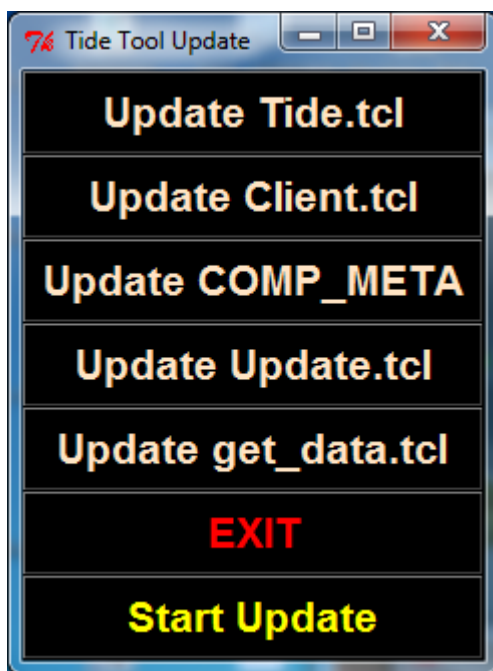 Tide Tool Update
Update Tide.tcl
Update Client.tcl
Update COMP_META
Update Update.tcl
Update get_data.tcl
EXIT
Start Update